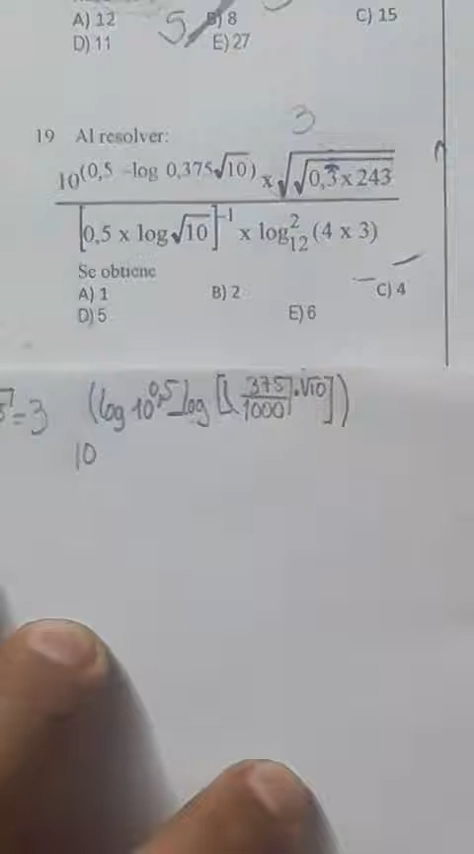 A) 12 5 B) 8 C) 15
D) 11 E) 27
3
19 Al resolver:
10^(0,5 -log 0,375√10) x √√0,3̂ x 243
[0,5 x log√10]^-1 x log²₁₂ (4 x 3)
Se obtiene
A) 1 B) 2 C) 4
D) 5 E) 6
=3 (log 10^0,5 - log [375/1000 · √10])
10